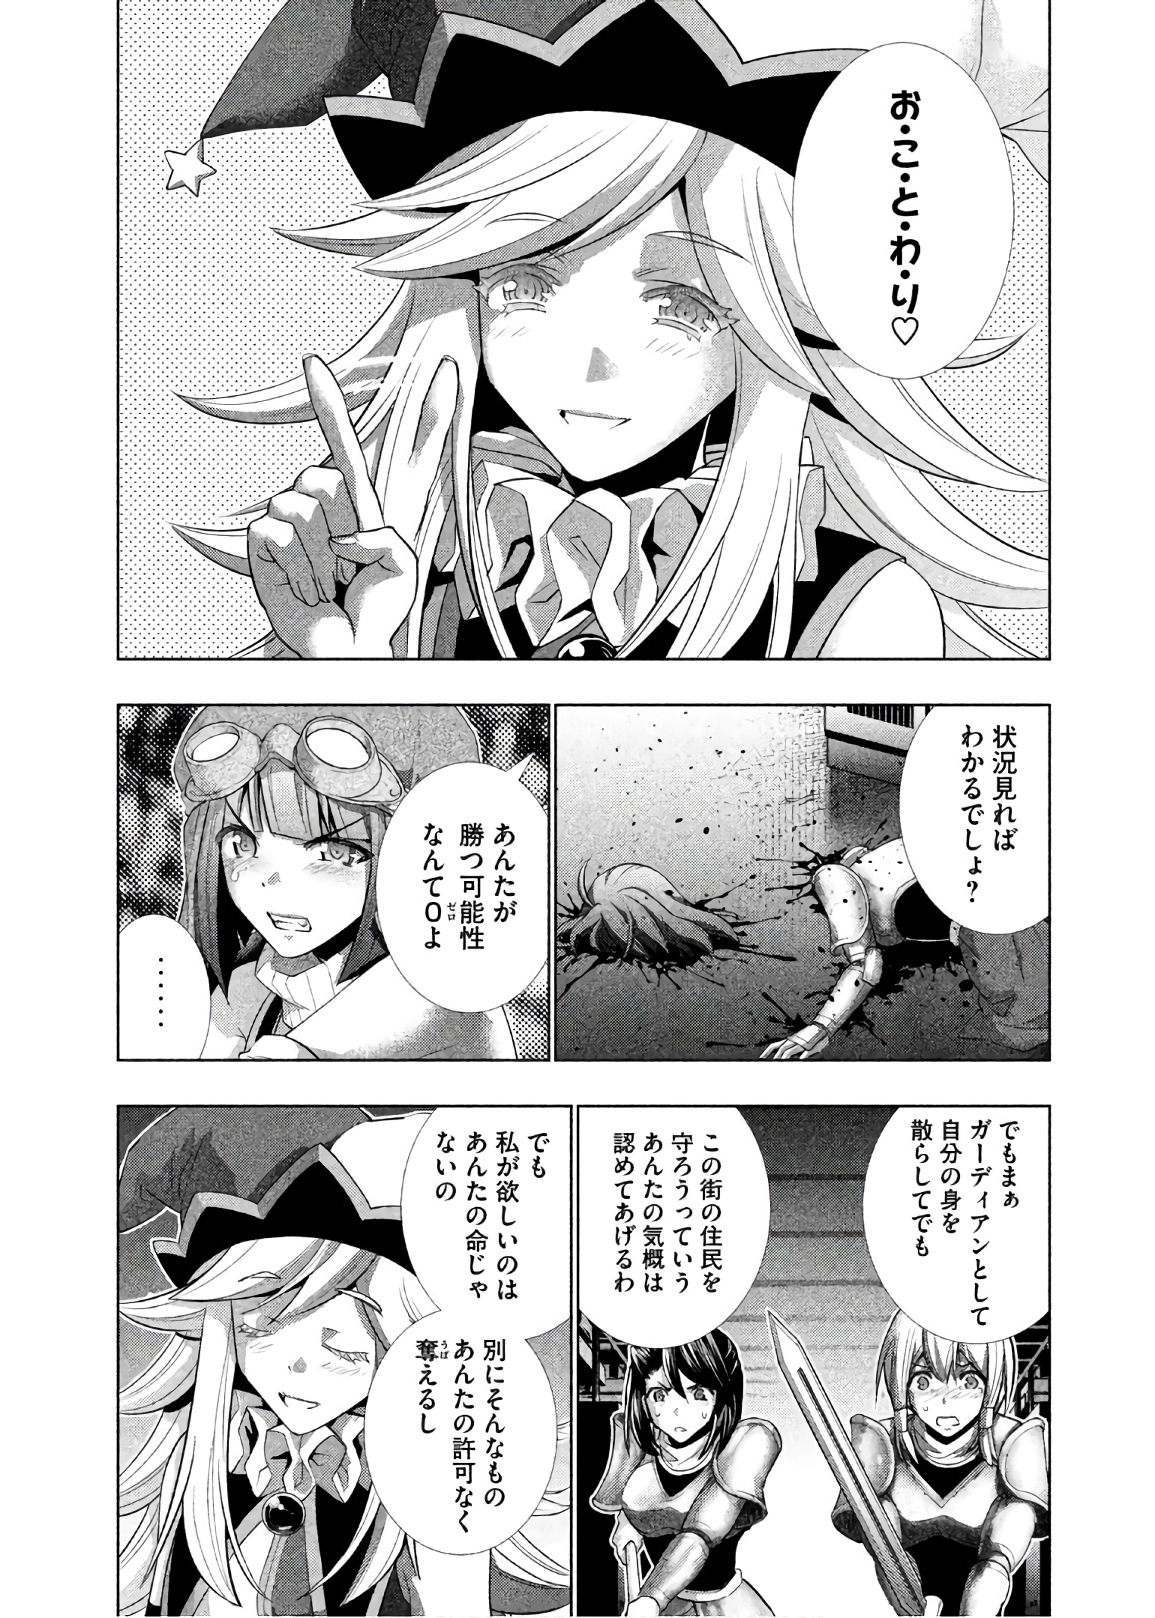 お・こ・と・わ・り♡
状況見れば
わかるでしょ?
あんたが
勝つ可能性
なんて0よ
ゼロ
………
でもまぁ
ガーディアンとして
自分の身を
散らしてでも
この街の住民を
守ろうっていう
あんたの気概は
認めてあげるわ
でも
私が欲しいのは
あんたの命じゃ
ないの
別にそんなもの
あんたの許可なく
奪えるし
うば